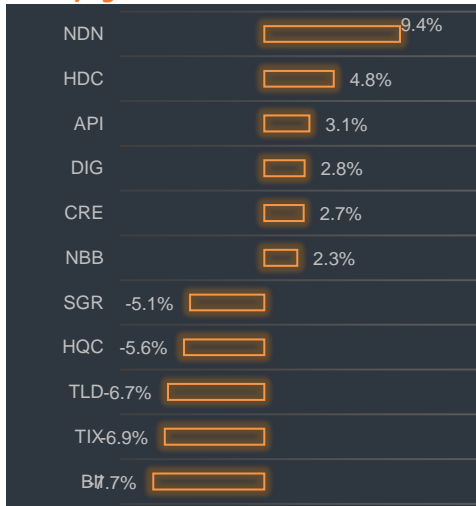 NDN 9.4%
HDC 4.8%
API 3.1%
DIG 2.8%
CRE 2.7%
NBB 2.3%
SGR -5.1%
HQC -5.6%
TLD -6.7%
TIX -6.9%
BII -7.7%